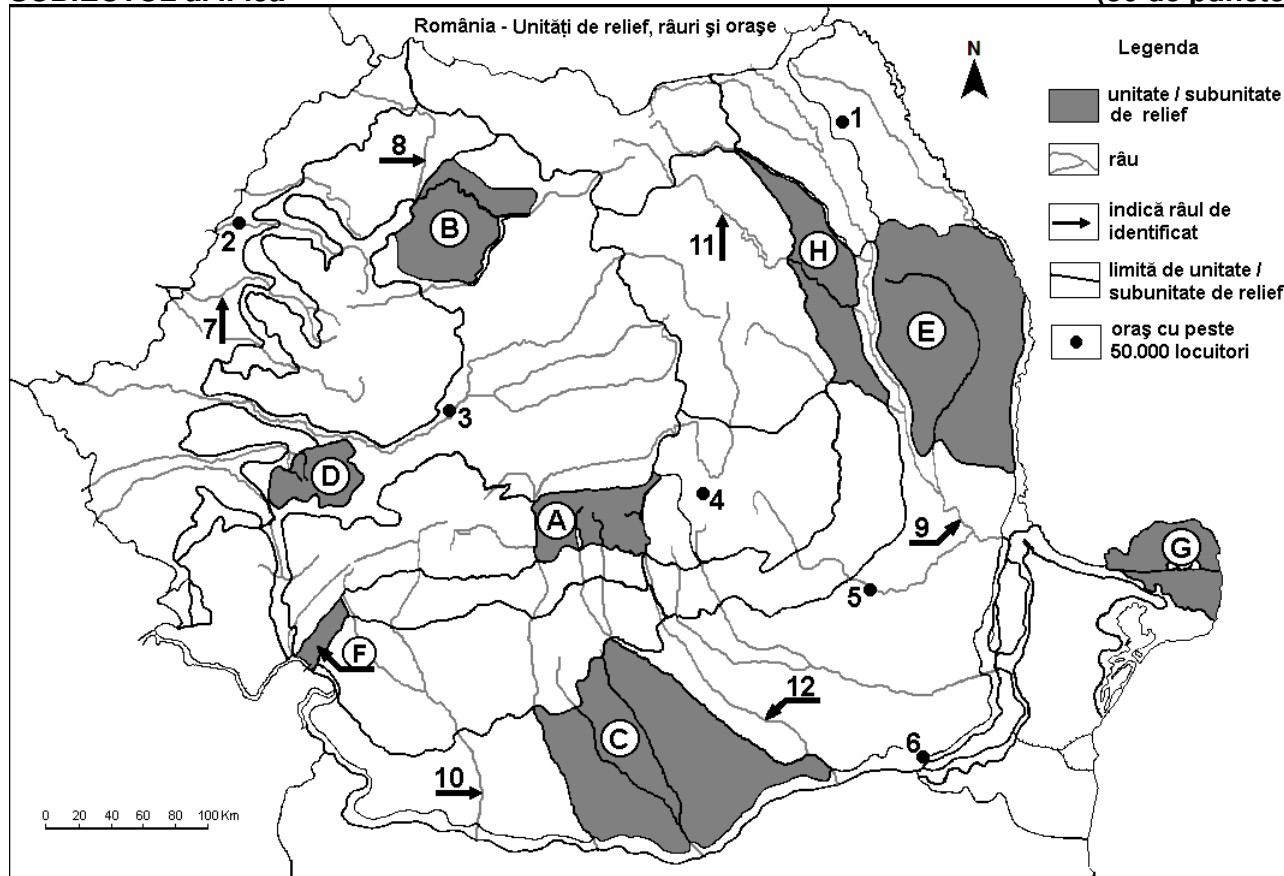 România - Unități de relief, râuri şi oraşe
N
Legenda
unitate / subunitate
de relief
râu
indică râul de
identificat
limită de unitate /
subunitate de relief
oraş cu peste
50.000 locuitori
1
8
B
2
11
H
7
E
3
D
4
A
9
G
5
F
12
C
6
10
0 20 40 60 80 100 Km